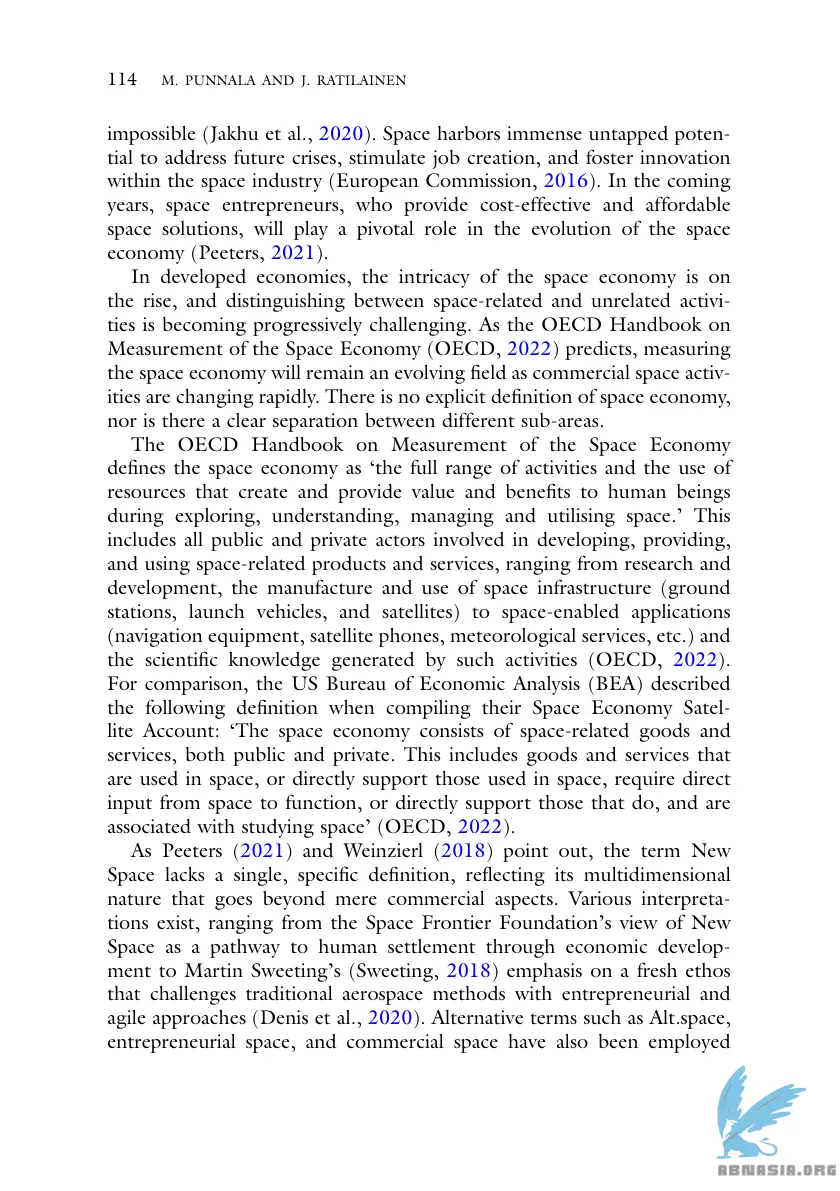 114 M. PUNNALA AND J. RATILAINEN
impossible (Jakhu et al., 2020). Space harbors immense untapped poten-
tial to address future crises, stimulate job creation, and foster innovation
within the space industry (European Commission, 2016). In the coming
years, space entrepreneurs, who provide cost-effective and affordable
space solutions, will play a pivotal role in the evolution of the space
economy (Peeters, 2021).
In developed economies, the intricacy of the space economy is on
the rise, and distinguishing between space-related and unrelated activi-
ties is becoming progressively challenging. As the OECD Handbook on
Measurement of the Space Economy (OECD, 2022) predicts, measuring
the space economy will remain an evolving field as commercial space activ-
ities are changing rapidly. There is no explicit definition of space economy,
nor is there a clear separation between different sub-areas.
The OECD Handbook on Measurement of the Space Economy
defines the space economy as ‘the full range of activities and the use of
resources that create and provide value and benefits to human beings
during exploring, understanding, managing and utilising space.’ This
includes all public and private actors involved in developing, providing,
and using space-related products and services, ranging from research and
development, the manufacture and use of space infrastructure (ground
stations, launch vehicles, and satellites) to space-enabled applications
(navigation equipment, satellite phones, meteorological services, etc.) and
the scientific knowledge generated by such activities (OECD, 2022).
For comparison, the US Bureau of Economic Analysis (BEA) described
the following definition when compiling their Space Economy Satel-
lite Account: ‘The space economy consists of space-related goods and
services, both public and private. This includes goods and services that
are used in space, or directly support those used in space, require direct
input from space to function, or directly support those that do, and are
associated with studying space’ (OECD, 2022).
As Peeters (2021) and Weinzierl (2018) point out, the term New
Space lacks a single, specific definition, reflecting its multidimensional
nature that goes beyond mere commercial aspects. Various interpreta-
tions exist, ranging from the Space Frontier Foundation’s view of New
Space as a pathway to human settlement through economic develop-
ment to Martin Sweeting’s (Sweeting, 2018) emphasis on a fresh ethos
that challenges traditional aerospace methods with entrepreneurial and
agile approaches (Denis et al., 2020). Alternative terms such as Alt.space,
entrepreneurial space, and commercial space have also been employed
ABNASIA.ORG